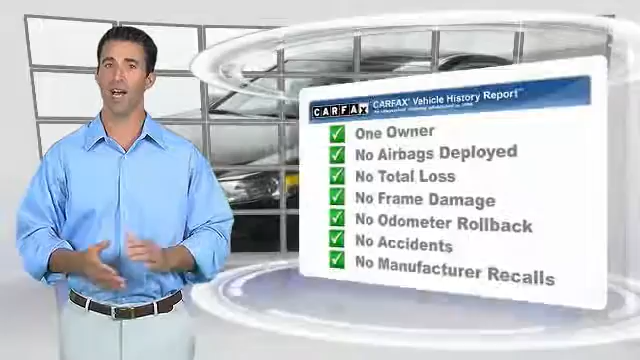 CARFAX CARFAX Vehicle History Report™
One Owner
No Airbags Deployed
No Total Loss
No Frame Damage
No Odometer Rollback
No Accidents
No Manufacturer Recalls